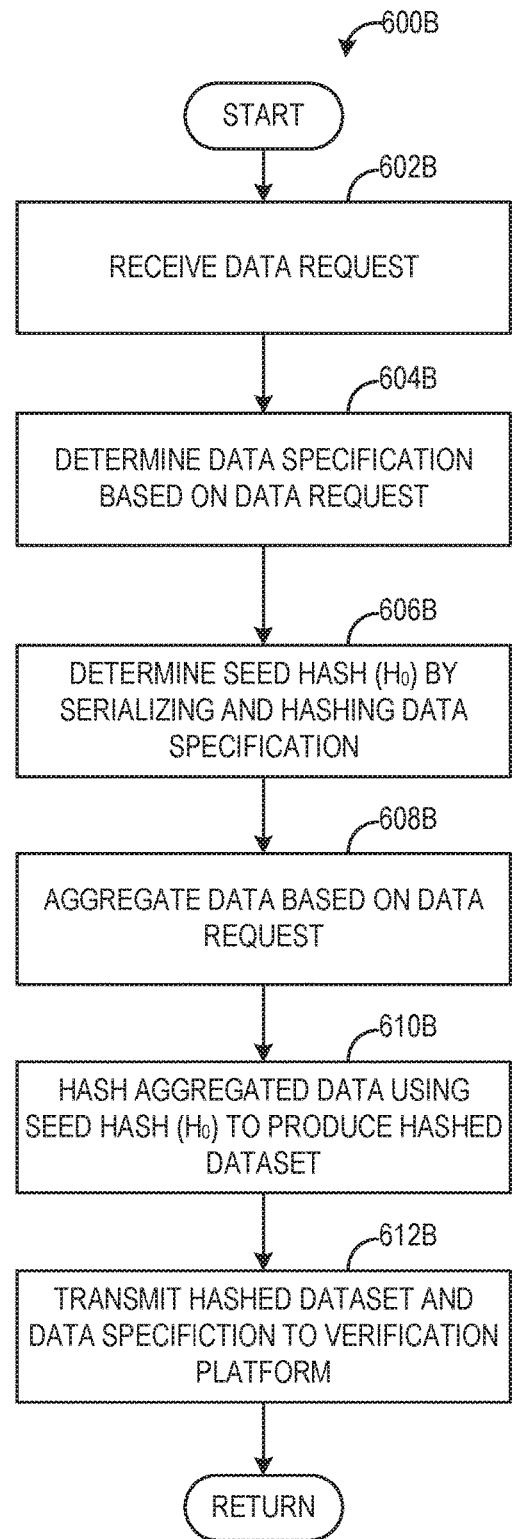 600B
START
602B
RECEIVE DATA REQUEST
604B
DETERMINE DATA SPECIFICATION
BASED ON DATA REQUEST
606B
DETERMINE SEED HASH (H₀) BY
SERIALIZING AND HASHING DATA
SPECIFICATION
608B
AGGREGATE DATA BASED ON DATA
REQUEST
610B
HASH AGGREGATED DATA USING
SEED HASH (H₀) TO PRODUCE HASHED
DATASET
612B
TRANSMIT HASHED DATASET AND
DATA SPECIFICTION TO VERIFICATION
PLATFORM
RETURN